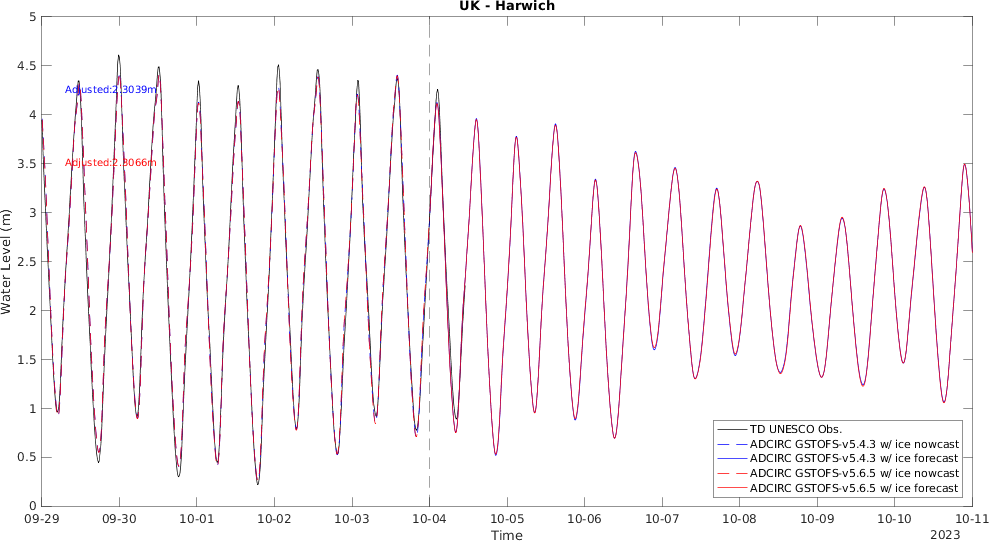 UK - Harwich
5
4.5
4
3.5
3
2.5
2
1.5
1
0.5
0
Water Level (m)
Adjusted:2.3039m
Adjusted:2.3066m
TD UNESCO Obs.
ADCIRC GSTOFS-v5.4.3 w/ ice nowcast
ADCIRC GSTOFS-v5.4.3 w/ ice forecast
ADCIRC GSTOFS-v5.6.5 w/ ice nowcast
ADCIRC GSTOFS-v5.6.5 w/ ice forecast
09-29 09-30 10-01 10-02 10-03 10-04 10-05 10-06 10-07 10-08 10-09 10-10 10-11
Time
2023